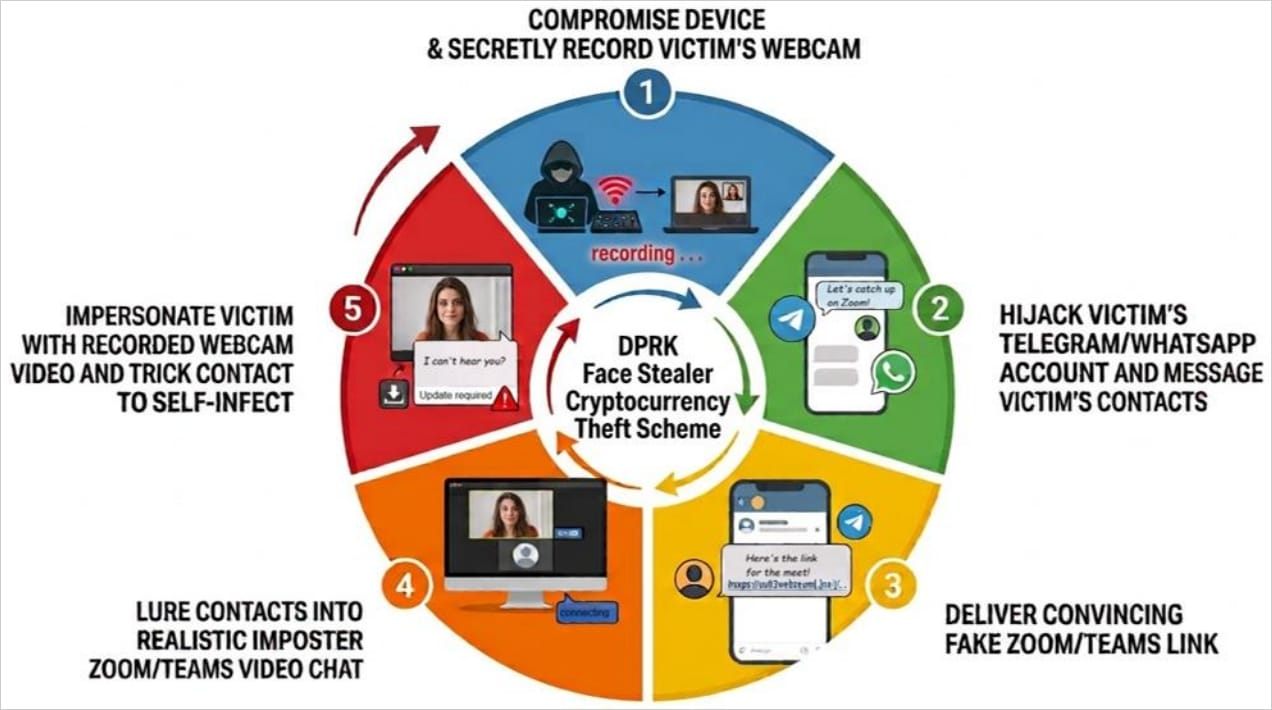 COMPROMISE DEVICE
& SECRETLY RECORD VICTIM'S WEBCAM
1
recording...
2
HIJACK VICTIM'S
TELEGRAM/WHATSAPP
ACCOUNT AND MESSAGE
VICTIM'S CONTACTS
Let's catch up
on Zoom!
3
DELIVER CONVINCING
FAKE ZOOM/TEAMS LINK
Here's the link
for the meet!
4
LURE CONTACTS INTO
REALISTIC IMPOSTER
ZOOM/TEAMS VIDEO CHAT
connecting
5
IMPERSONATE VICTIM
WITH RECORDED WEBCAM
VIDEO AND TRICK CONTACT
TO SELF-INFECT
I can't hear you?
Update required
DPRK
Face Stealer
Cryptocurrency
Theft Scheme